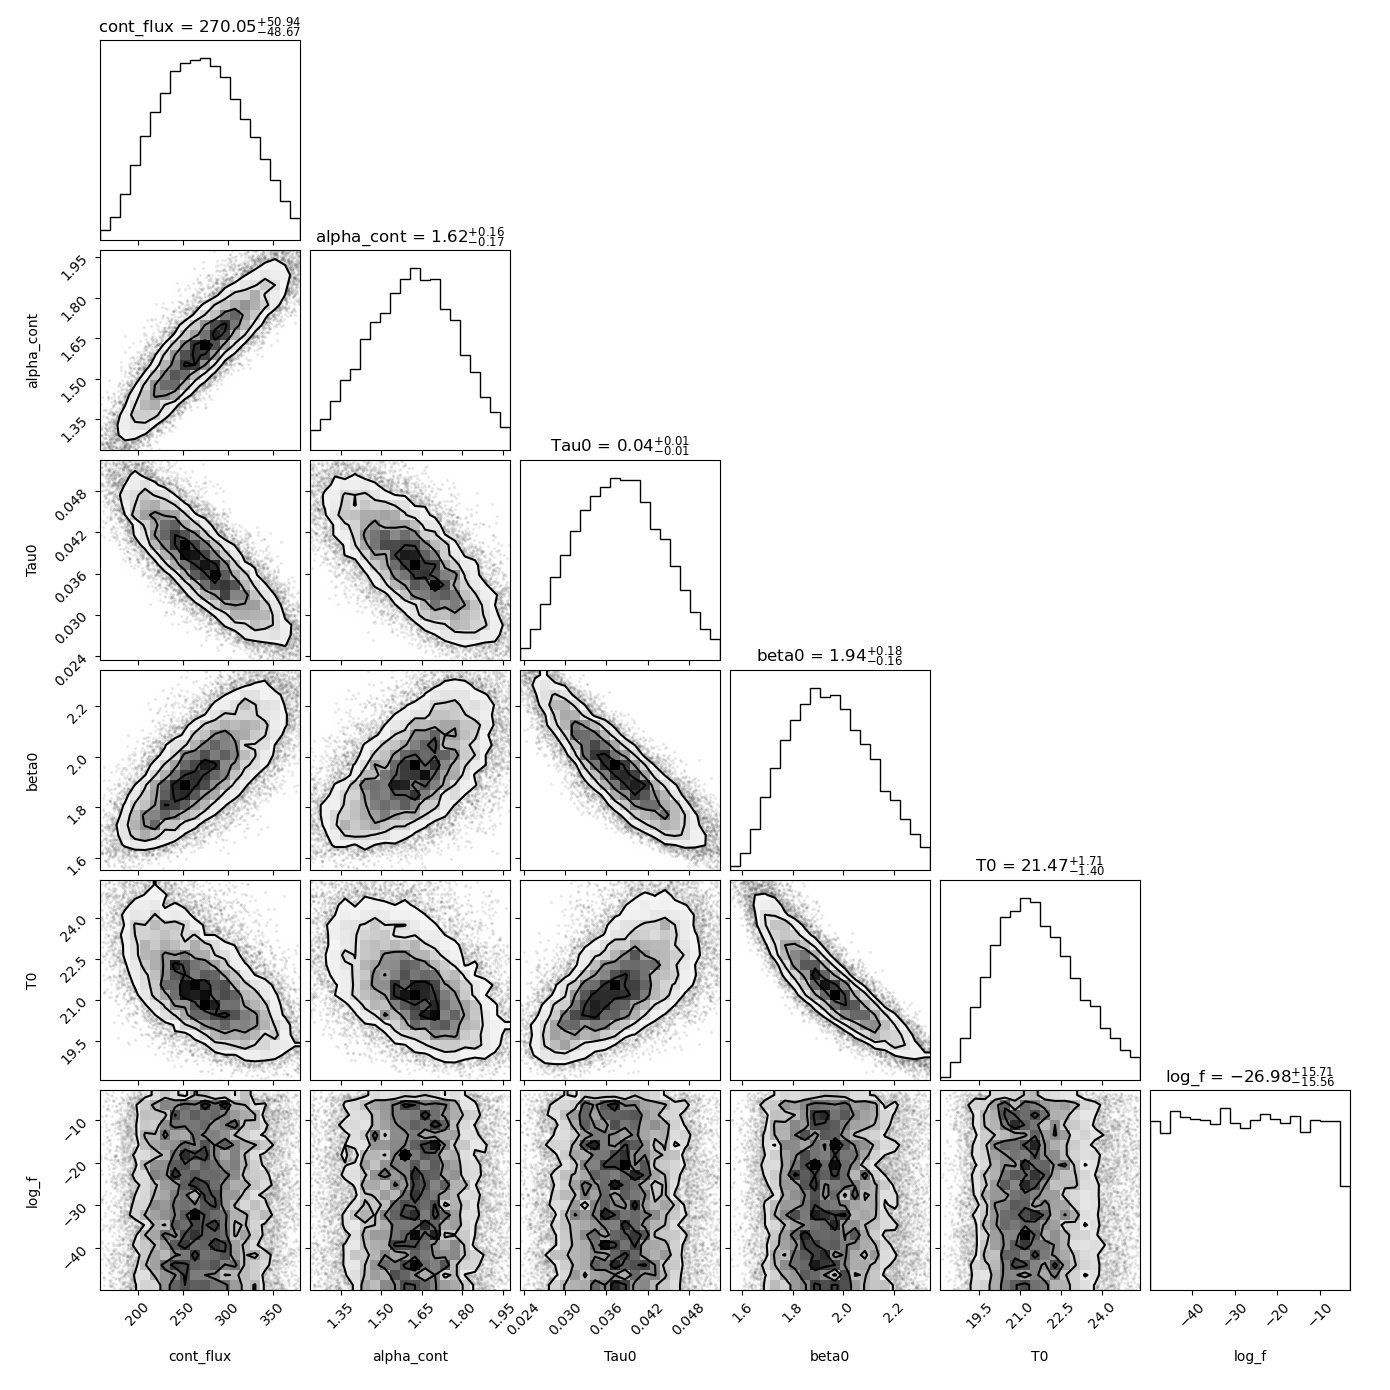 cont_flux = 270.05+50.94 −48.67
alpha_cont = 1.62+0.16 −0.17
1.95
1.80
1.65
1.50
1.35
alpha_cont
Tau0 = 0.04+0.01 −0.01
0.048
0.042
0.036
0.030
0.024
Tau0
beta0 = 1.94+0.18 −0.16
2.2
2.0
1.8
1.6
beta0
T0 = 21.47+1.71 −1.40
24.0
22.5
21.0
19.5
T0
log_f = −26.98+15.71 −15.56
−10
−20
−30
−40
log_f
200 250 300 350 1.35 1.50 1.65 1.80 1.95 0.024 0.030 0.036 0.042 0.048 1.6 1.8 2.0 2.2 19.5 21.0 22.5 24.0 −40 −30 −20 −10
cont_flux alpha_cont Tau0 beta0 T0 log_f